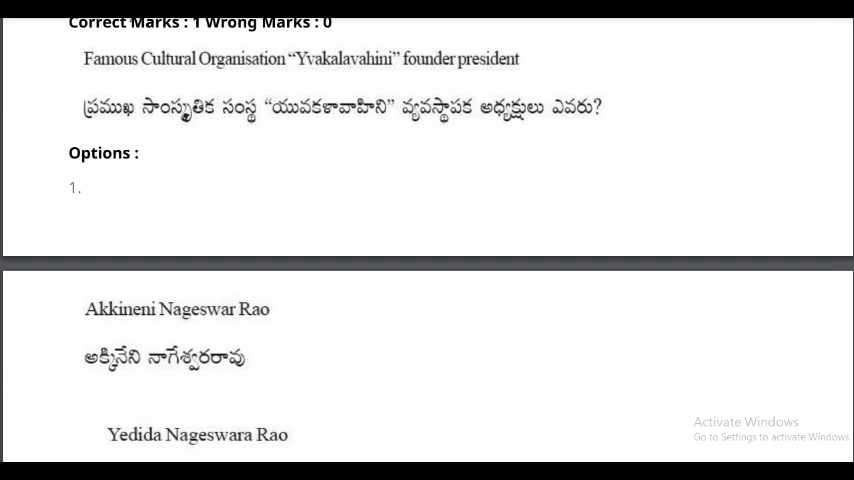 Correct Marks : 1 Wrong Marks : 0
Famous Cultural Organisation “Yvakalavahini” founder president
ప్రముఖ సాంస్కృతిక సంస్థ “యువకళావాహిని” వ్యవస్థాపక అధ్యక్షులు ఎవరు?
Options :
1.
Akkineni Nageswar Rao
అక్కినేని నాగేశ్వరరావు
Yedida Nageswara Rao
Activate Windows
Go to Settings to activate Windows.